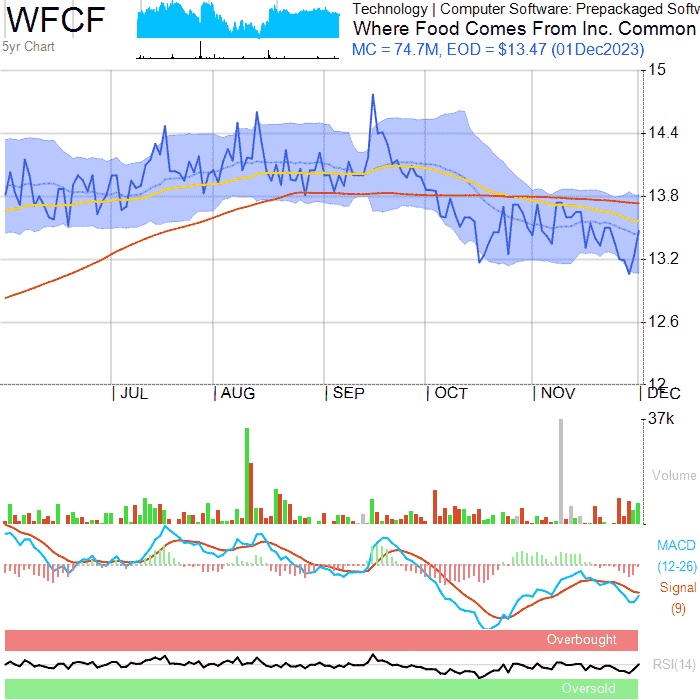 WFCF
5yr Chart
Technology | Computer Software: Prepackaged Softw
Where Food Comes From Inc. Common
MC = 74.7M, EOD = $13.47 (01Dec2023)
15
14.4
13.8
13.2
12.6
12
| JUL | AUG | SEP | OCT | NOV | DEC
37k
Volume
MACD
(12-26)
Signal
(9)
Overbought
RSI(14)
Oversold